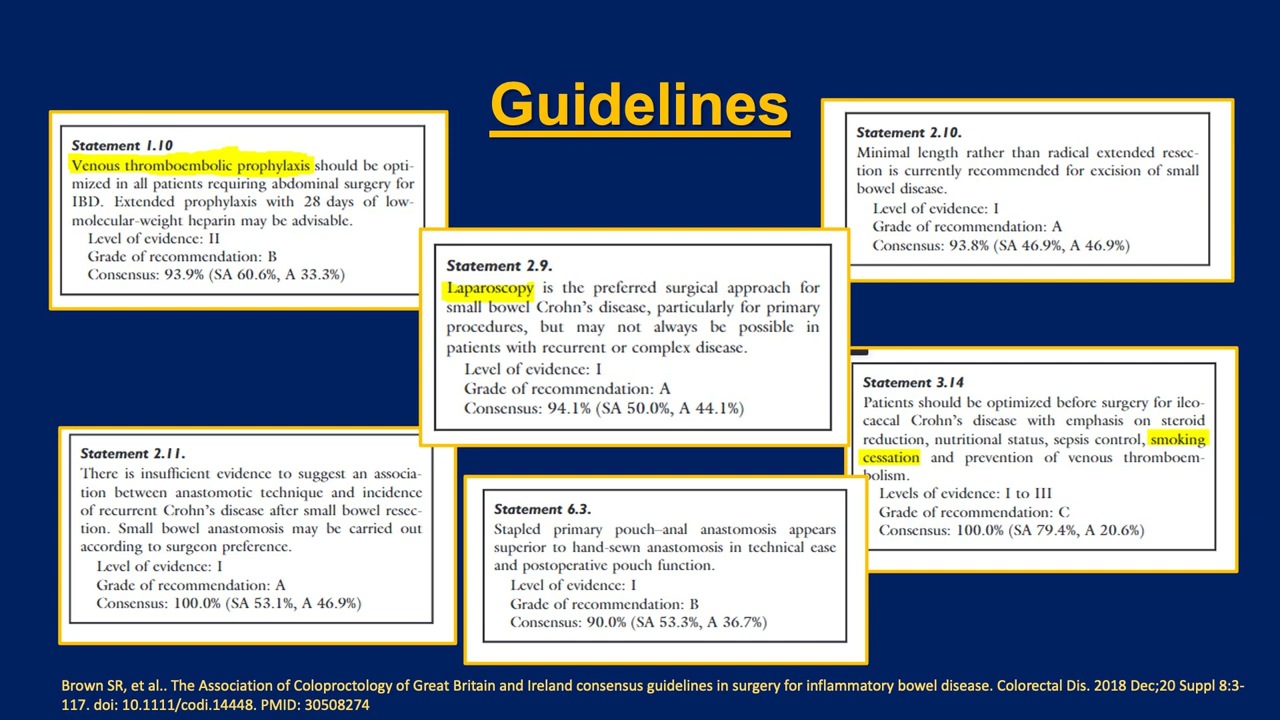 Guidelines
Statement 1.10
Venous thromboembolic prophylaxis should be opti-
mized in all patients requiring abdominal surgery for
IBD. Extended prophylaxis with 28 days of low-
molecular-weight heparin may be advisable.
Level of evidence: II
Grade of recommendation: B
Consensus: 93.9% (SA 60.6%, A 33.3%)
Statement 2.10.
Minimal length rather than radical extended resec-
tion is currently recommended for excision of small
bowel disease.
Level of evidence: I
Grade of recommendation: A
Consensus: 93.8% (SA 46.9%, A 46.9%)
Statement 2.9.
Laparoscopy is the preferred surgical approach for
small bowel Crohn's disease, particularly for primary
procedures, but may not always be possible in
patients with recurrent or complex disease.
Level of evidence: I
Grade of recommendation: A
Consensus: 94.1% (SA 50.0%, A 44.1%)
Statement 3.14
Patients should be optimized before surgery for ileo-
caecal Crohn's disease with emphasis on steroid
reduction, nutritional status, sepsis control, smoking
cessation and prevention of venous thromboem-
bolism.
Levels of evidence: I to III
Grade of recommendation: C
Consensus: 100.0% (SA 79.4%, A 20.6%)
Statement 2.11.
There is insufficient evidence to suggest an associa-
tion between anastomotic technique and incidence
of recurrent Crohn's disease after small bowel resec-
tion. Small bowel anastomosis may be carried out
according to surgeon preference.
Level of evidence: I
Grade of recommendation: A
Consensus: 100.0% (SA 53.1%, A 46.9%)
Statement 6.3.
Stapled primary pouch–anal anastomosis appears
superior to hand-sewn anastomosis in technical ease
and postoperative pouch function.
Level of evidence: I
Grade of recommendation: B
Consensus: 90.0% (SA 53.3%, A 36.7%)
Brown SR, et al.. The Association of Coloproctology of Great Britain and Ireland consensus guidelines in surgery for inflammatory bowel disease. Colorectal Dis. 2018 Dec;20 Suppl 8:3-
117. doi: 10.1111/codi.14448. PMID: 30508274